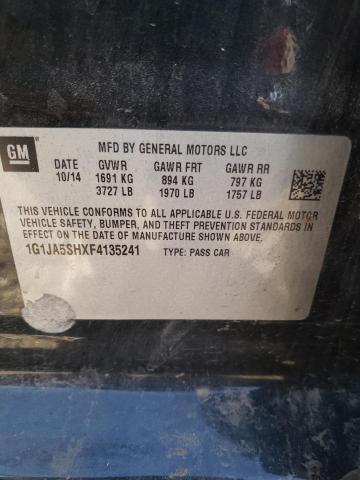 GM
MFD BY GENERAL MOTORS LLC
DATE GVWR GAWR FRT GAWR RR
10/14 1691 KG 894 KG 797 KG
3727 LB 1970 LB 1757 LB
THIS VEHICLE CONFORMS TO ALL APPLICABLE U.S. FEDERAL MOTOR
VEHICLE SAFETY, BUMPER, AND THEFT PREVENTION STANDARDS IN
EFFECT ON THE DATE OF MANUFACTURE SHOWN ABOVE.
1G1JA5SHXF4135241 TYPE: PASS CAR